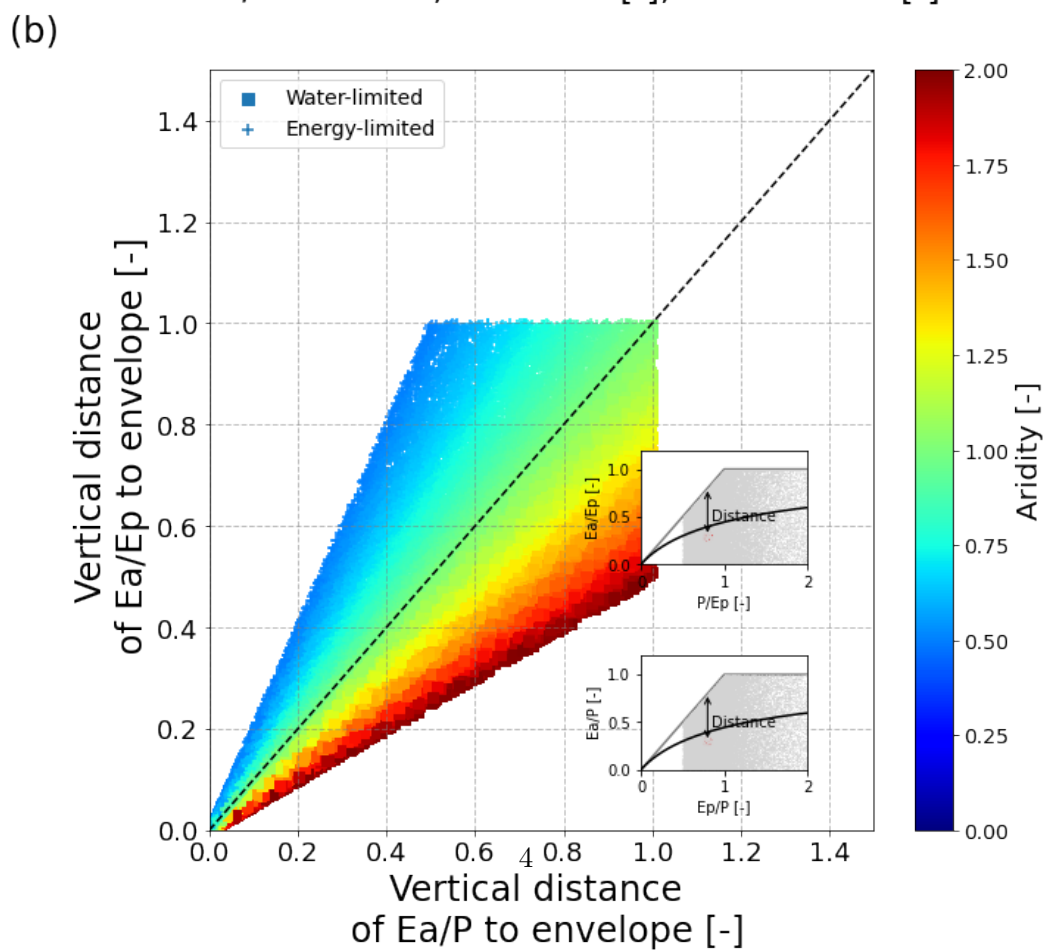 (b)
Water-limited
Energy-limited
1.4
1.2
1.0
0.8
0.6
0.4
0.2
0.0
Vertical distance
of Ea/Ep to envelope [-]
0.0 0.2 0.4 0.6 0.8 1.0 1.2 1.4
4
Vertical distance
of Ea/P to envelope [-]
1.0
0.5
0.0
Ea/Ep [-]
Distance
0 1 2
P/Ep [-]
1.0
0.5
0.0
Ea/P [-]
Distance
0 1 2
Ep/P [-]
2.00
1.75
1.50
1.25
1.00
0.75
0.50
0.25
0.00
Aridity [-]